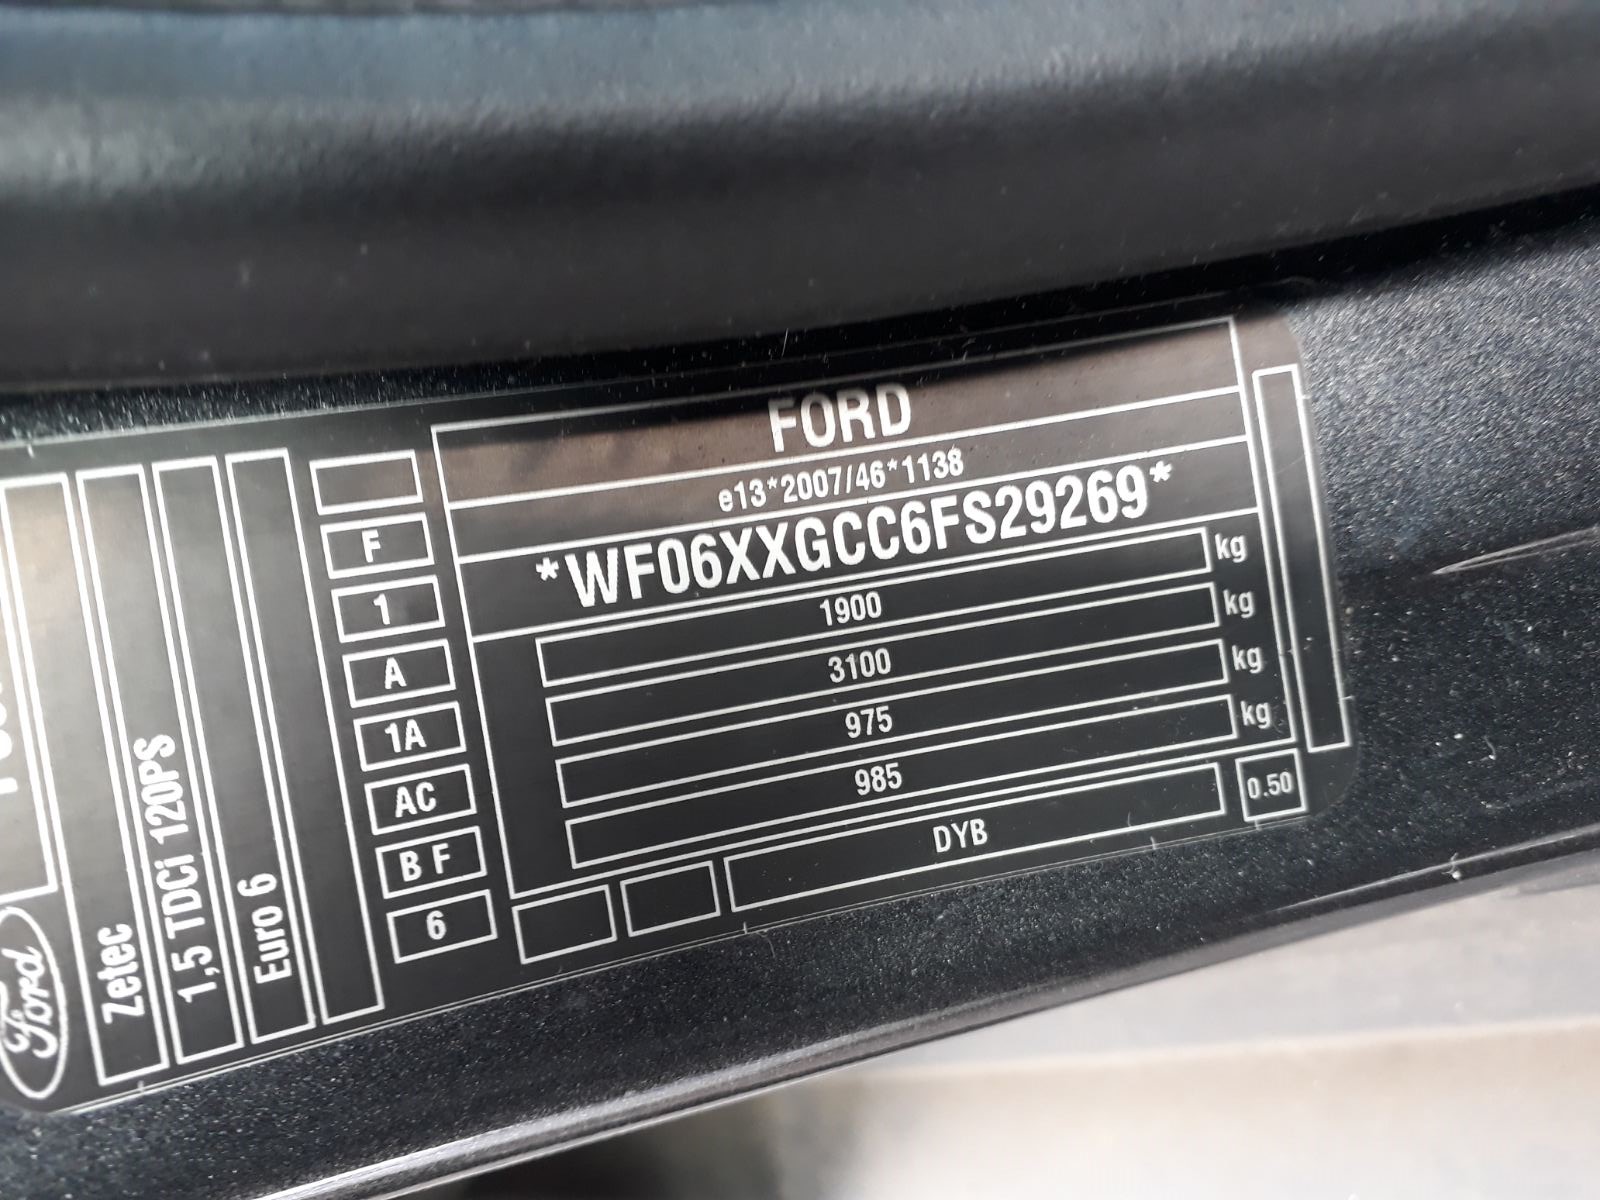 FORD
e13*2007/46*1138
*WF06XXGCC6FS29269*
1900 kg
3100 kg
975 kg
985 kg
DYB
0.50
F
1
A
1A
AC
B F
6
Ford
Zetec
1,5 TDCi 120PS
Euro 6